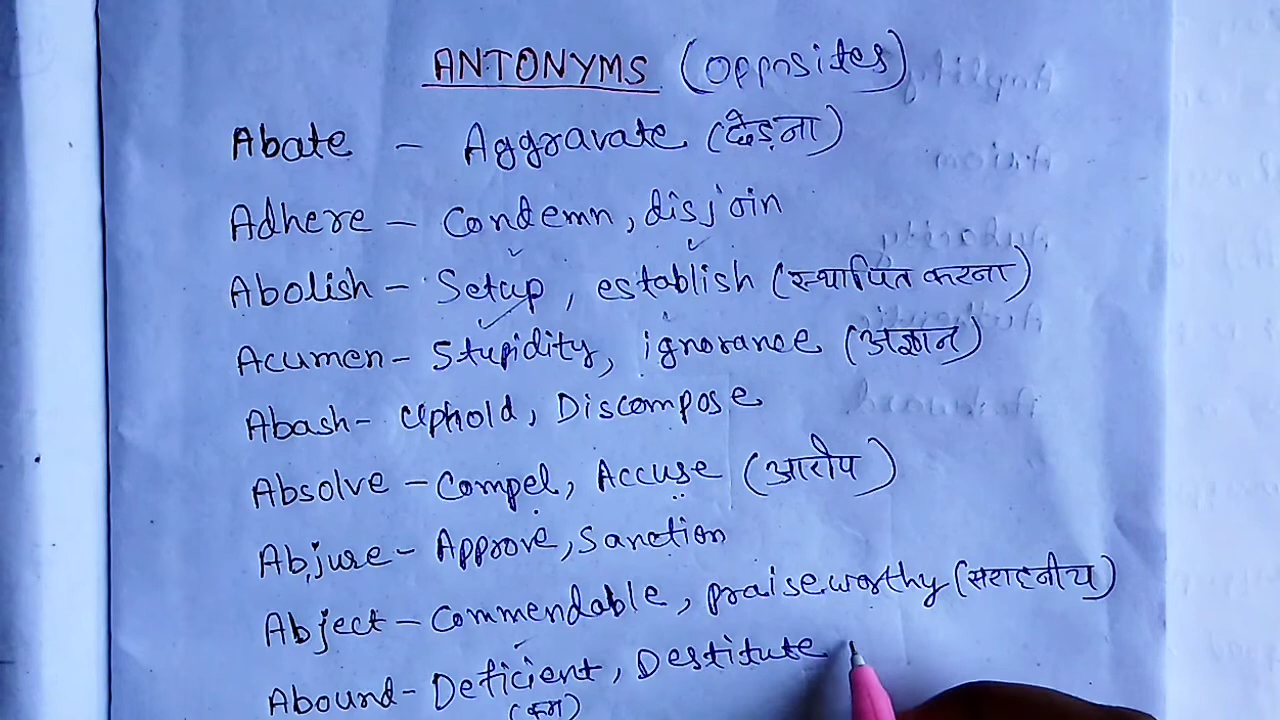 ANTONYMS (Opposites)
Abate - Aggravate (छेड़ना)
Adhere - Condemn, disjoin
Abolish - Setup, establish (स्थापित करना)
Acumen - Stupidity, ignorance (अज्ञान)
Abash - Uphold, Discompose
Absolve - Compel, Accuse (आरोप)
Abjure - Approve, Sanction
Abject - Commendable, praiseworthy (सराहनीय)
Abound - Deficient, Destitute
(कम)